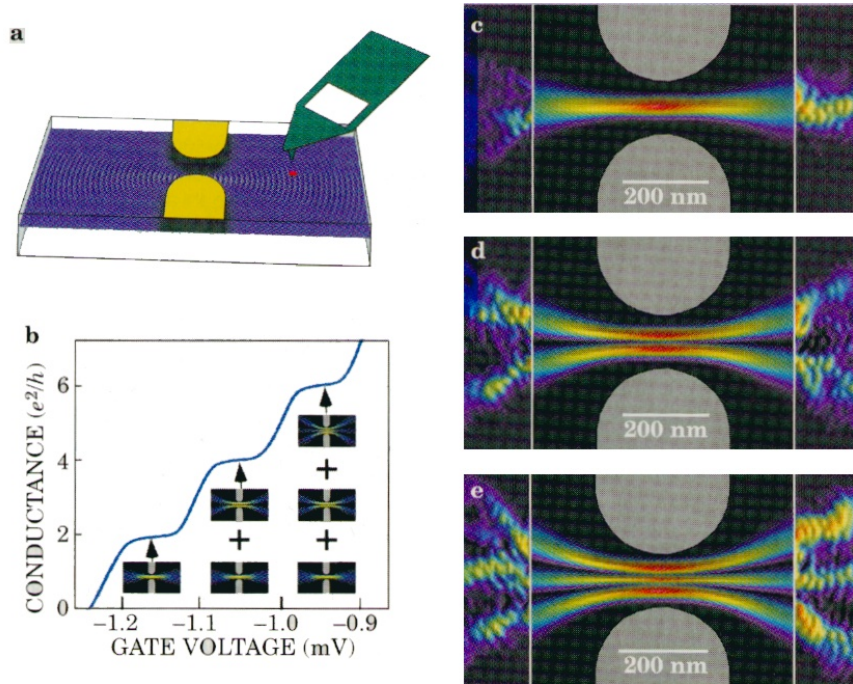 a
b
CONDUCTANCE (e²/h)
6
4
2
0
+
+
+
−1.2
−1.1
−1.0
−0.9
GATE VOLTAGE (mV)
c
200 nm
d
200 nm
e
200 nm